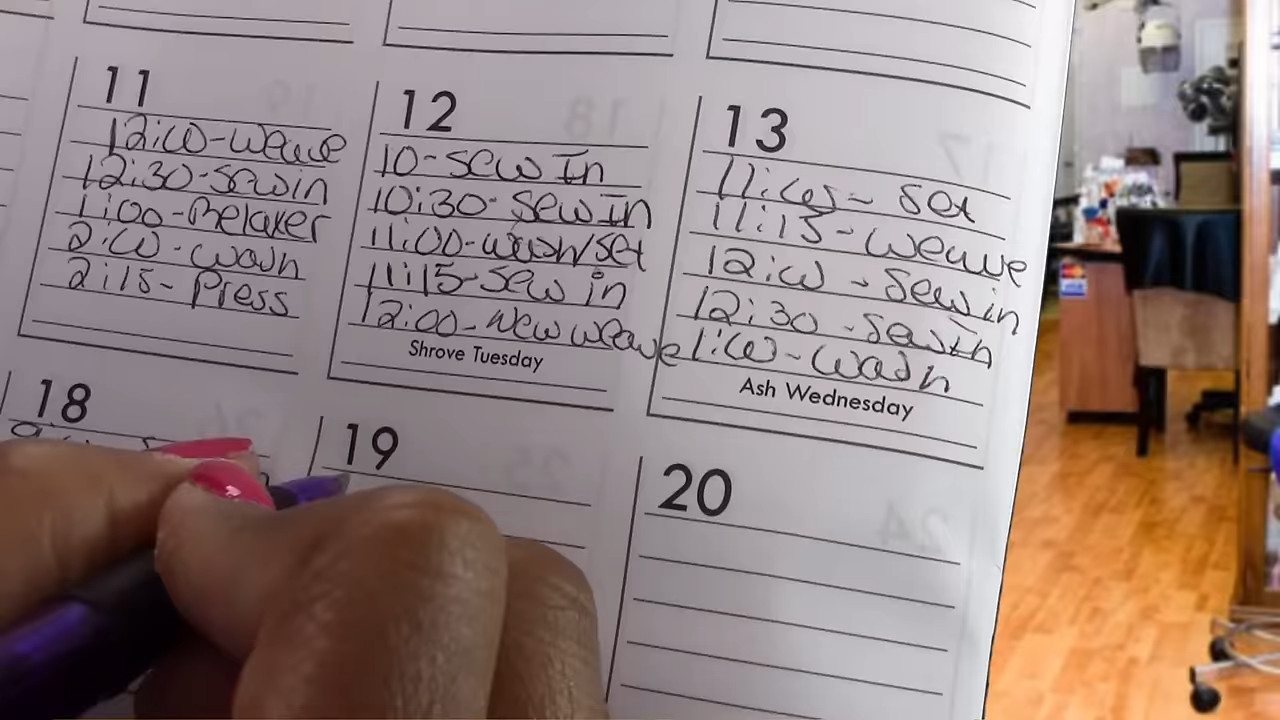 11
12:00-weave
12:30-sewin
1:00-Relaxer
2:00-wash
2:15-Press
12
10-sew In
10:30-Sew In
11:00-wash/set
11:15-Sew in
12:00-New weave
Shrove Tuesday
13
11:00- Set
11:15-weave
12:00 -Sew in
12:30 -Sew In
1:00-wash
Ash Wednesday
18
19
20